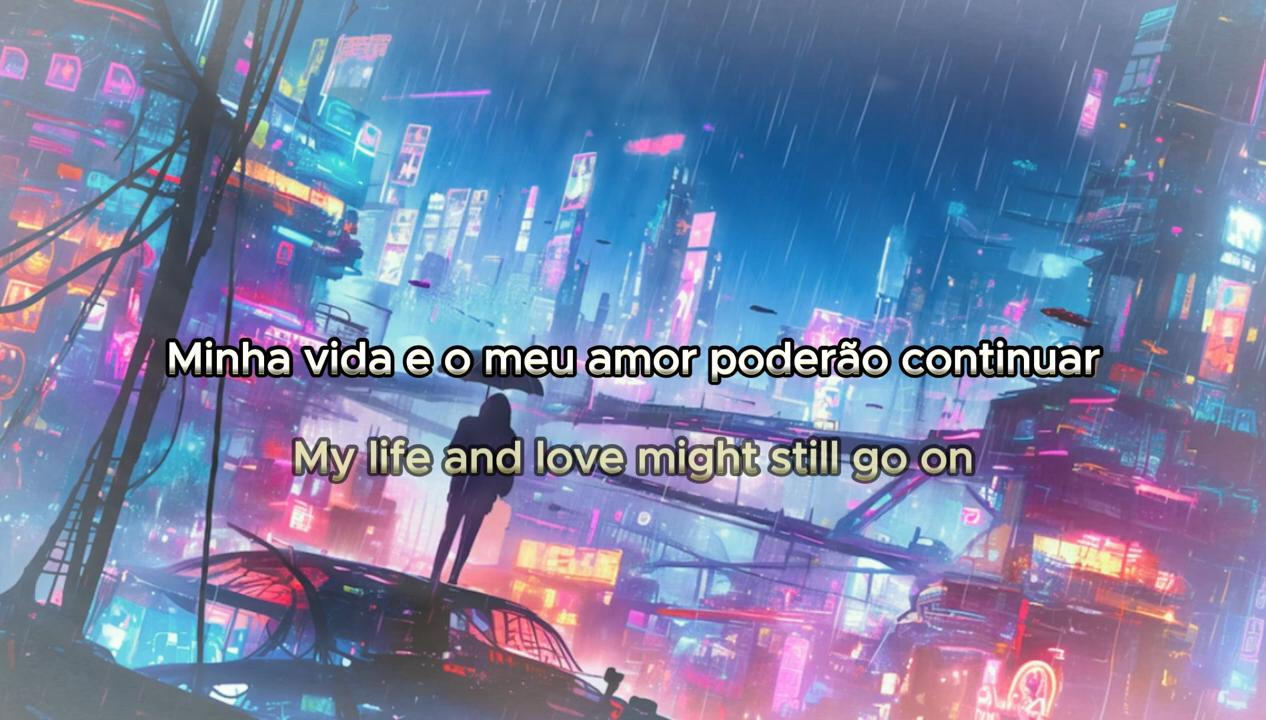 Minha vida e o meu amor poderão continuar
My life and love might still go on